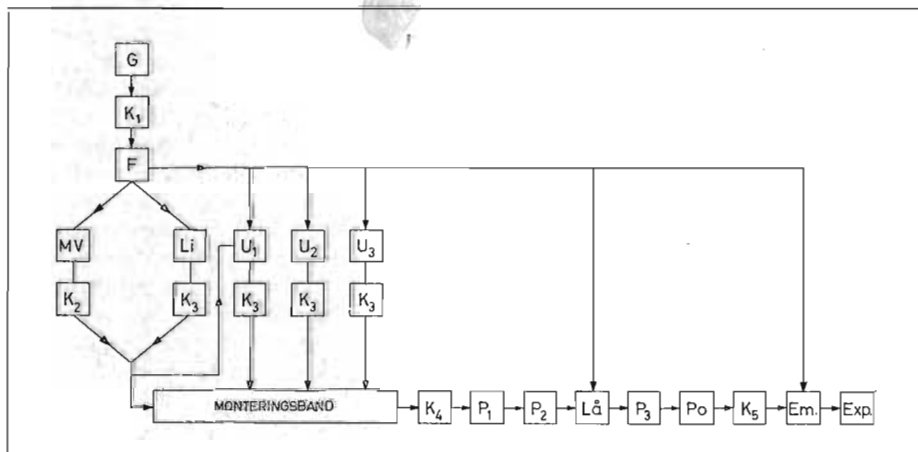 G
K₁
F
MV Li U₁ U₂ U₃
K₂ K₃ K₃ K₃ K₃
MONTERINGSBAND K₄ P₁ P₂ Lå P₃ Po K₅ Em. Exp.